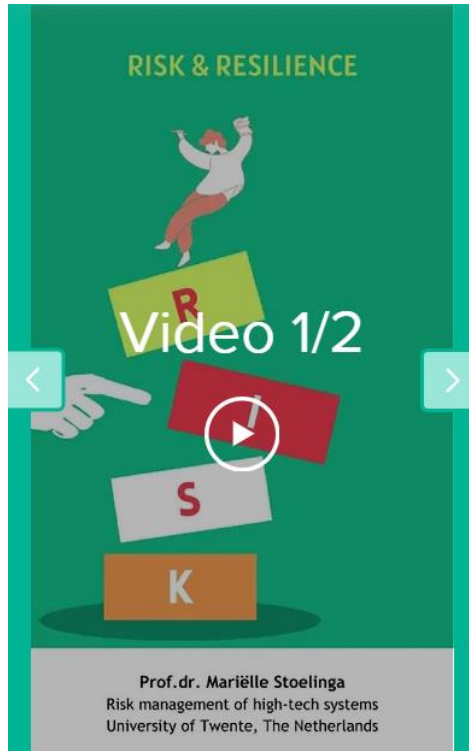 RISK & RESILIENCE
R
Video 1/2
I
S
K
Prof.dr. Mariëlle Stoelinga
Risk management of high-tech systems
University of Twente, The Netherlands